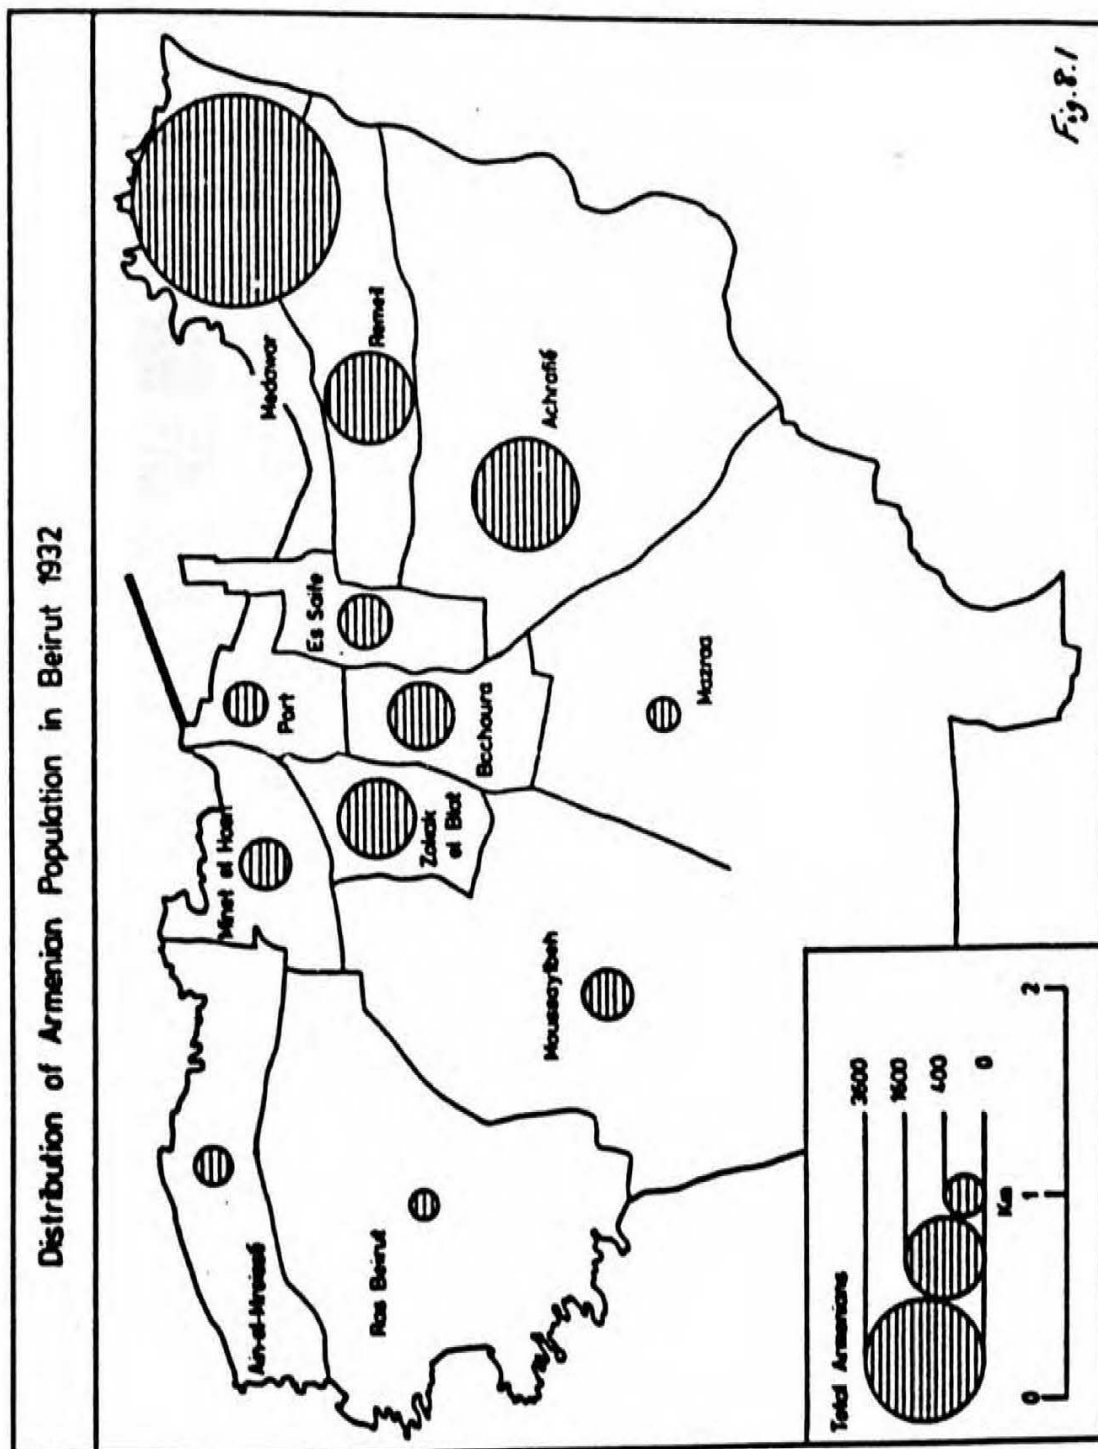 Distribution of Armenian Population in Beirut 1932
Medawar
Remeil
Achrafié
Es Saife
Port
Bachoura
Mazraa
Minet el Hosn
Zokak
el Blat
Moussaytbeh
Ain-el-Mreissé
Ras Beirut
Total Armenians
3600
1600
400
0
0
1
2
Km
Fig. 8.1